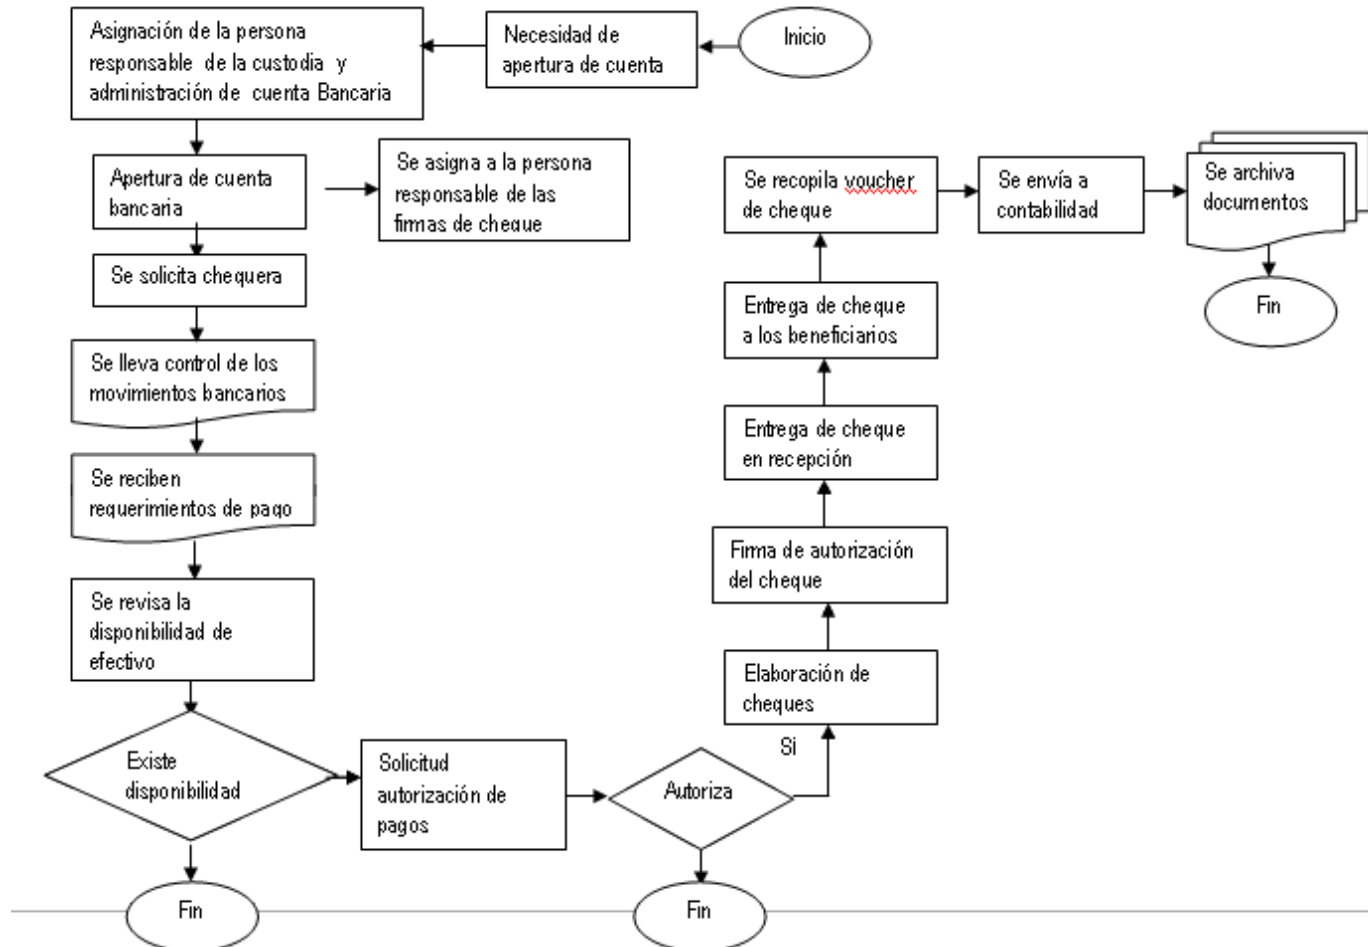 Inicio
Necesidad de
apertura de cuenta
Asignación de la persona
responsable de la custodia y
administración de cuenta Bancaria
Apertura de cuenta
bancaria
Se asigna a la persona
responsable de las
firmas de cheque
Se solicita chequera
Se lleva control de los
movimientos bancarios
Se reciben
requerimientos de pago
Se revisa la
disponibilidad de
efectivo
Existe
disponibilidad
Fin
Solicitud
autorización de
pagos
Autoriza
Fin
Si
Elaboración de
cheques
Firma de autorización
del cheque
Entrega de cheque
en recepción
Entrega de cheque
a los beneficiarios
Se recopila voucher
de cheque
Se envía a
contabilidad
Se archiva
documentos
Fin